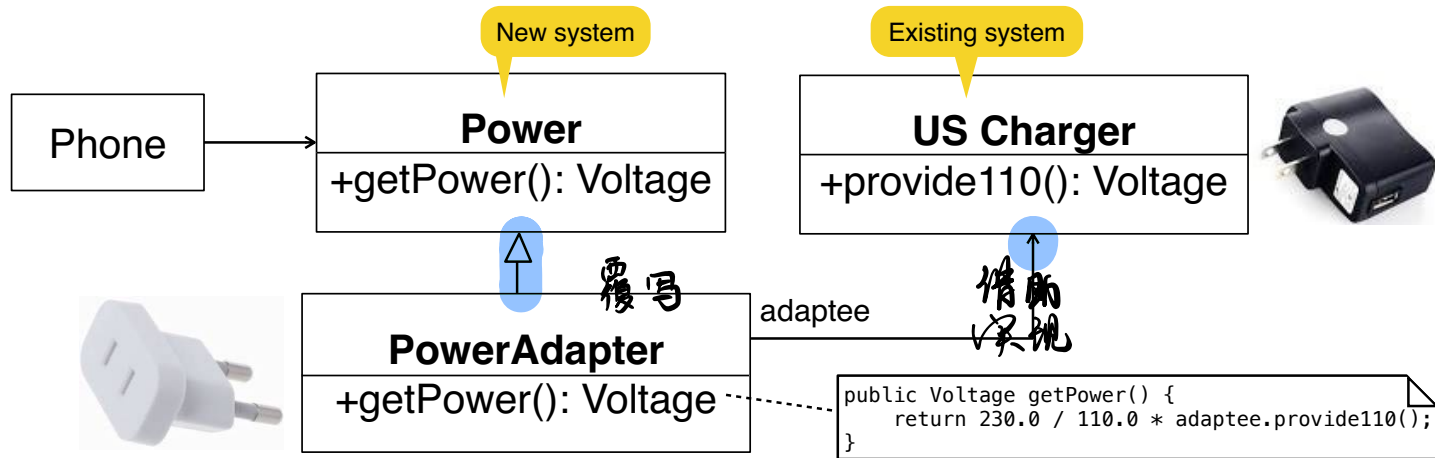 New system
Existing system
Phone
Power
+getPower(): Voltage
US Charger
+provide110(): Voltage
覆写
借助
实现
adaptee
PowerAdapter
+getPower(): Voltage
public Voltage getPower() {
return 230.0 / 110.0 * adaptee.provide110();
}